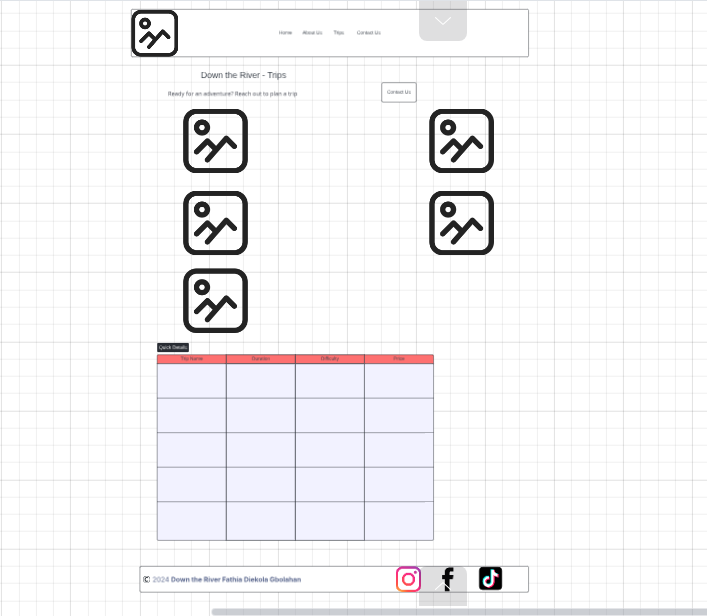 Home About Us Trips Contact Us
Down the River - Trips
Ready for an adventure? Reach out to plan a trip
Contact Us
Quick Details
Trip Name Duration Difficulty Price
© 2024 Down the River Fathia Diekola Gbolahan